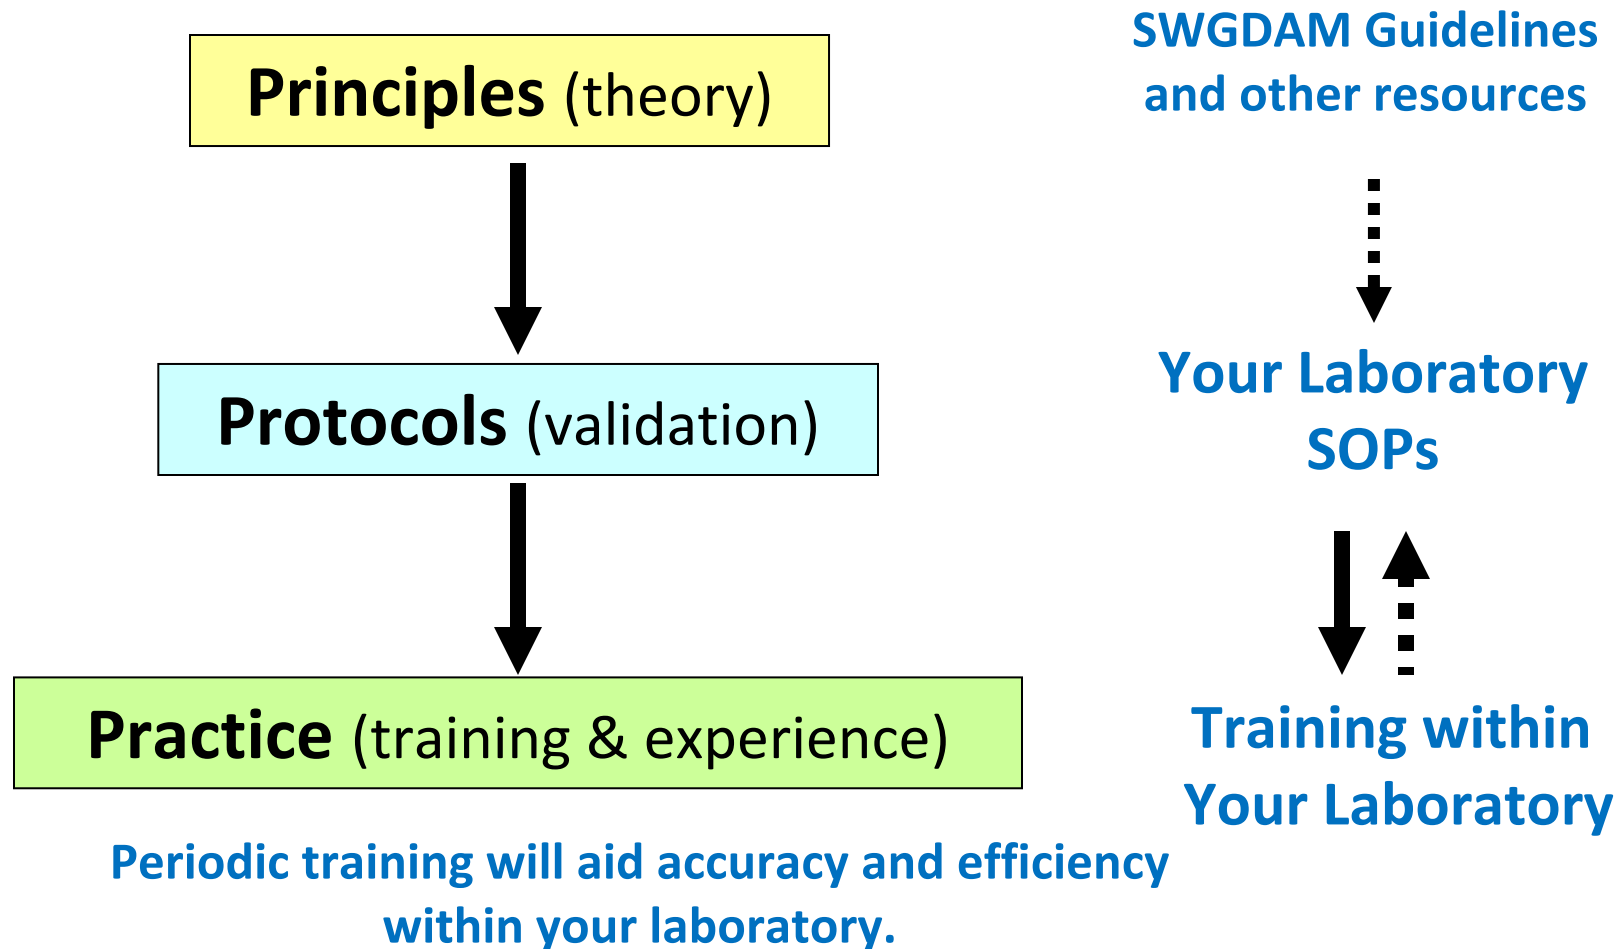 Principles (theory)
SWGDAM Guidelines
and other resources
Protocols (validation)
Your Laboratory
SOPs
Practice (training & experience)
Training within
Your Laboratory
Periodic training will aid accuracy and efficiency
within your laboratory.